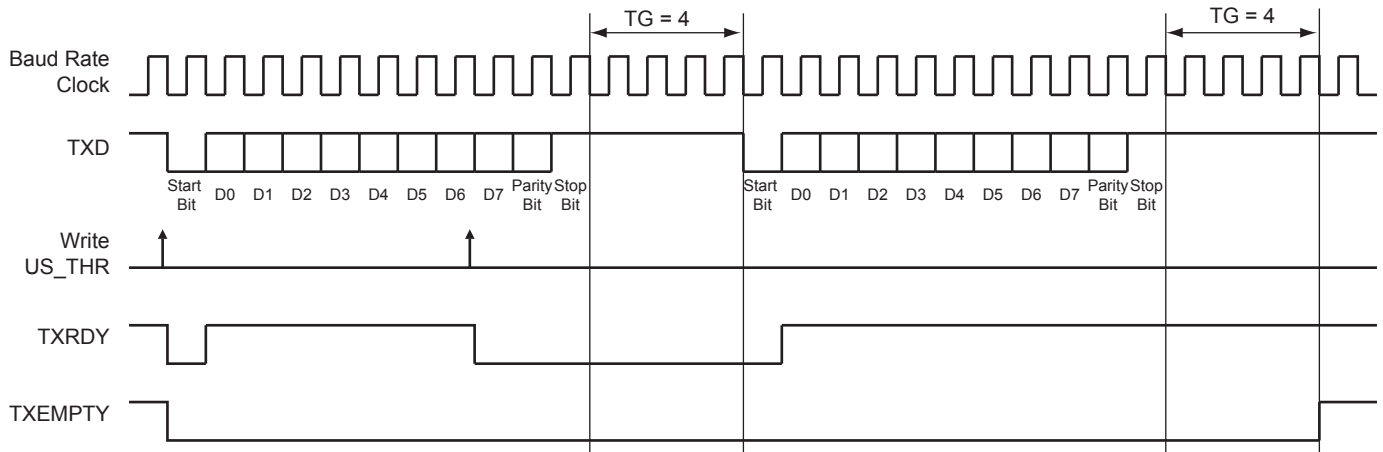 TG = 4
TG = 4
Baud Rate
Clock
TXD
Start
Bit
D0
D1
D2
D3
D4
D5
D6
D7
Parity
Bit
Stop
Bit
Start
Bit
D0
D1
D2
D3
D4
D5
D6
D7
Parity
Bit
Stop
Bit
Write
US_THR
TXRDY
TXEMPTY